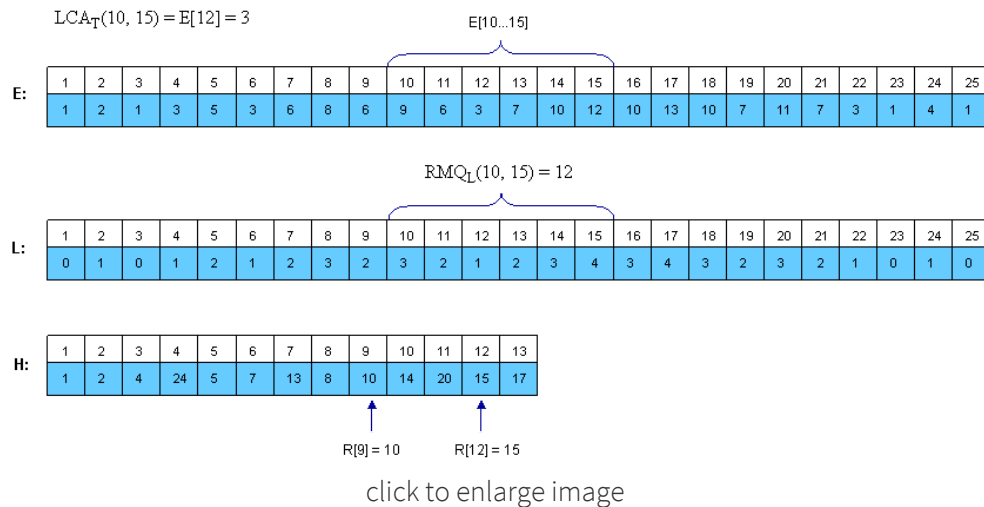 LCA_T(10, 15) = E[12] = 3
E[10...15]
E:
1 2 3 4 5 6 7 8 9 10 11 12 13 14 15 16 17 18 19 20 21 22 23 24 25
1 2 1 3 5 3 6 8 6 9 6 3 7 10 12 10 13 10 7 11 7 3 1 4 1
RMQ_L(10, 15) = 12
L:
1 2 3 4 5 6 7 8 9 10 11 12 13 14 15 16 17 18 19 20 21 22 23 24 25
0 1 0 1 2 1 2 3 2 3 2 1 2 3 4 3 4 3 2 3 2 1 0 1 0
H:
1 2 3 4 5 6 7 8 9 10 11 12 13
1 2 4 24 5 7 13 8 10 14 20 15 17
R[9] = 10 R[12] = 15
click to enlarge image